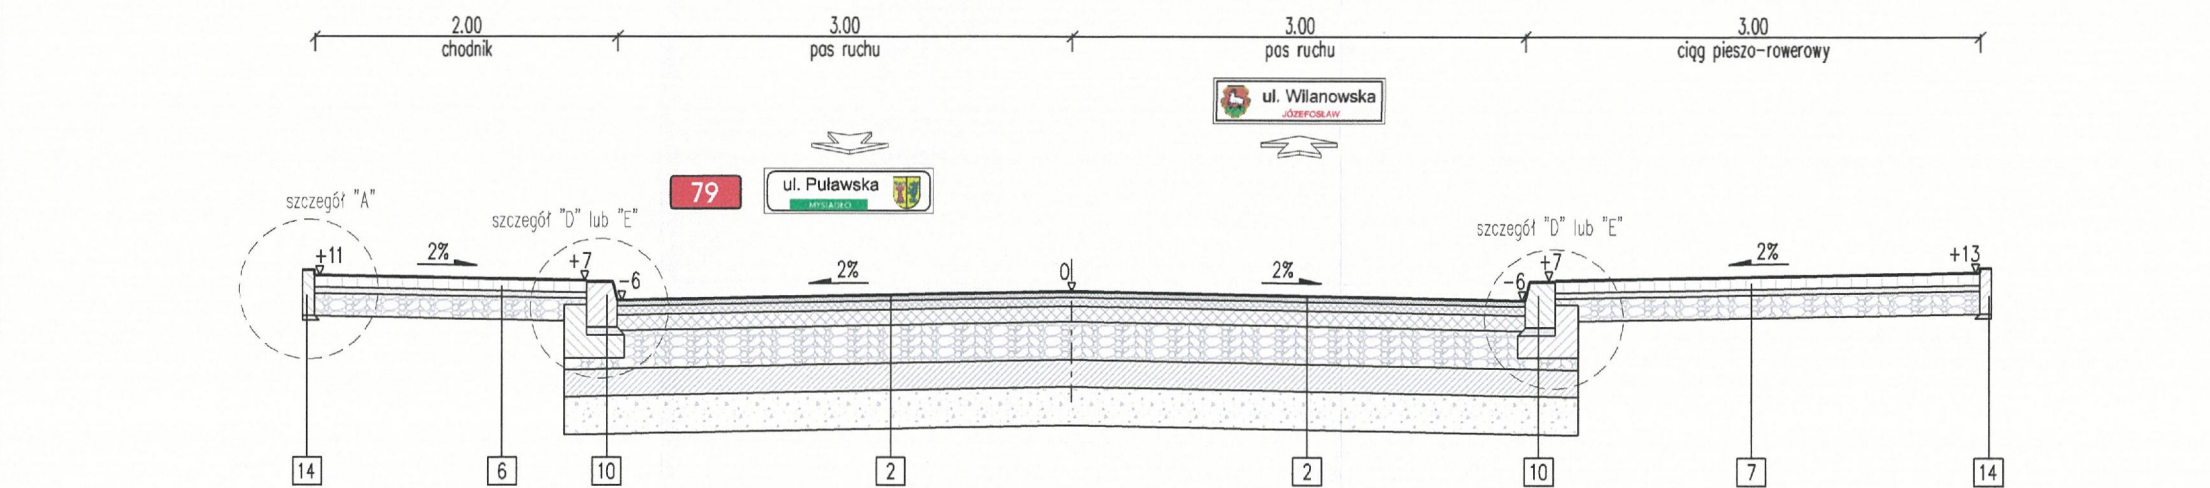 2.00 3.00 3.00 3.00
chodnik pas ruchu pas ruchu ciąg pieszo-rowerowy
ul. Wilanowska
JÓZEFOSŁAW
79 ul. Puławska
MYSIADŁO
szczegół "A"
szczegół "D" lub "E" szczegół "D" lub "E"
+11 2% +7 -6 2% 0 2% -6 +7 2% +13
14 6 10 2 2 10 7 14